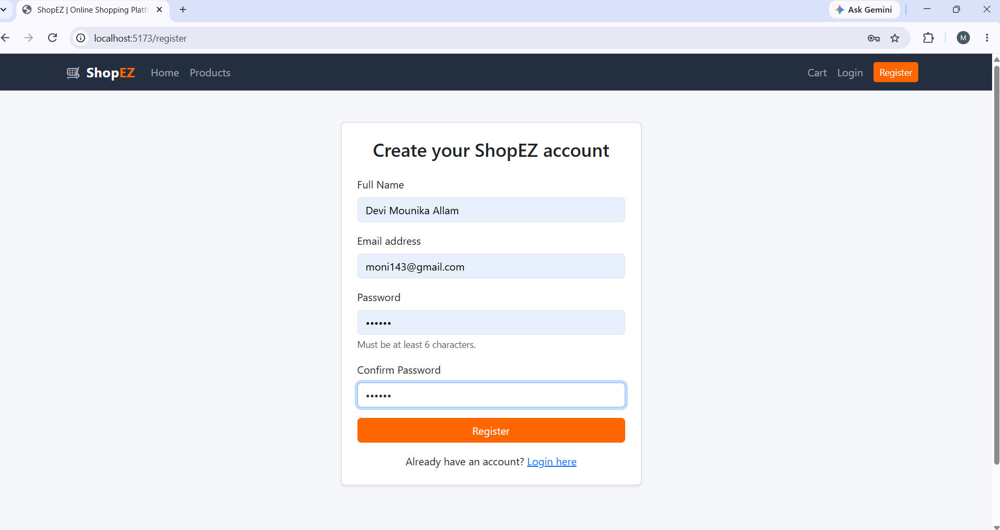 ShopEZ | Online Shopping Platf
Ask Gemini
localhost:5173/register
M
ShopEZ Home Products Cart Login Register
Create your ShopEZ account
Full Name
Devi Mounika Allam
Email address
moni143@gmail.com
Password
••••••
Must be at least 6 characters.
Confirm Password
••••••
Register
Already have an account? Login here